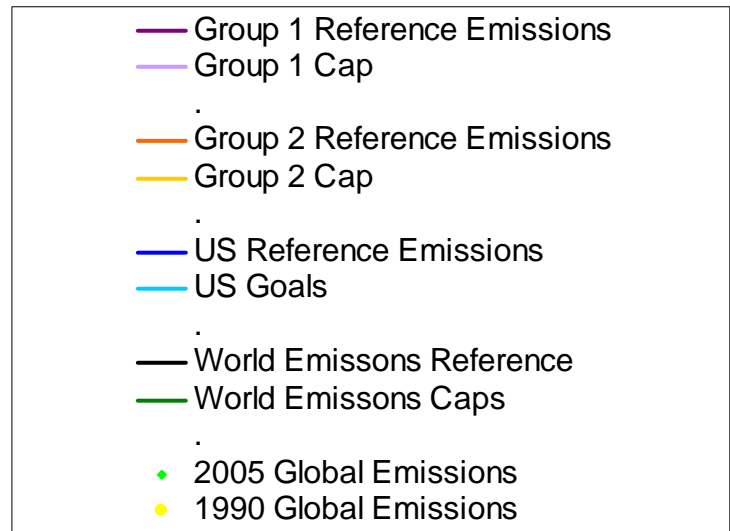 Group 1 Reference Emissions
Group 1 Cap
.
Group 2 Reference Emissions
Group 2 Cap
.
US Reference Emissions
US Goals
.
World Emissons Reference
World Emissons Caps
.
2005 Global Emissions
1990 Global Emissions